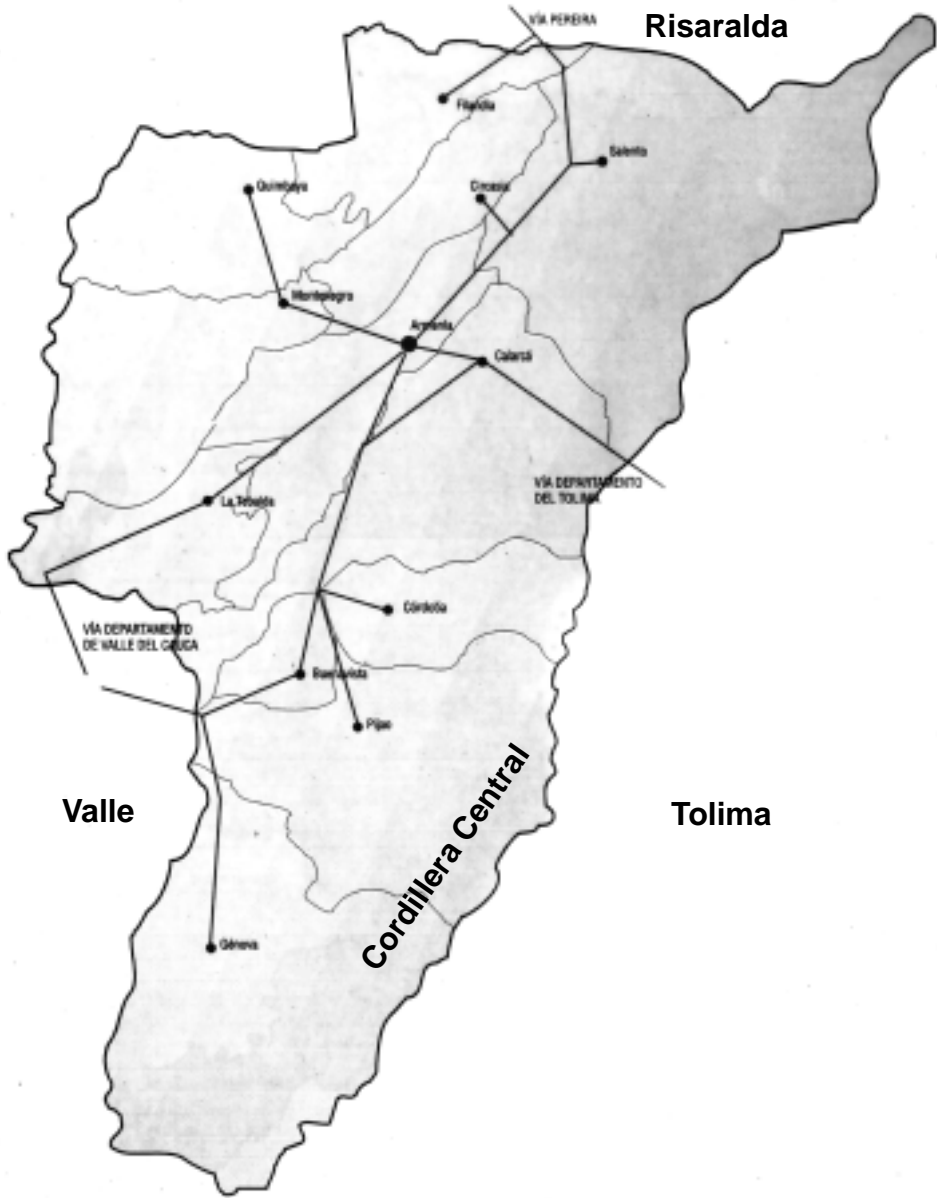 Risaralda
VÍA PEREIRA
Filandia
Salento
Quimbaya
Circasia
Montenegro
Armenia
Calarcá
VÍA DEPARTAMENTO
DEL TOLIMA
La Tebaida
Córdoba
VÍA DEPARTAMENTO
DE VALLE DEL CAUCA
Buenavista
Pijao
Cordillera Central
Valle
Tolima
Génova